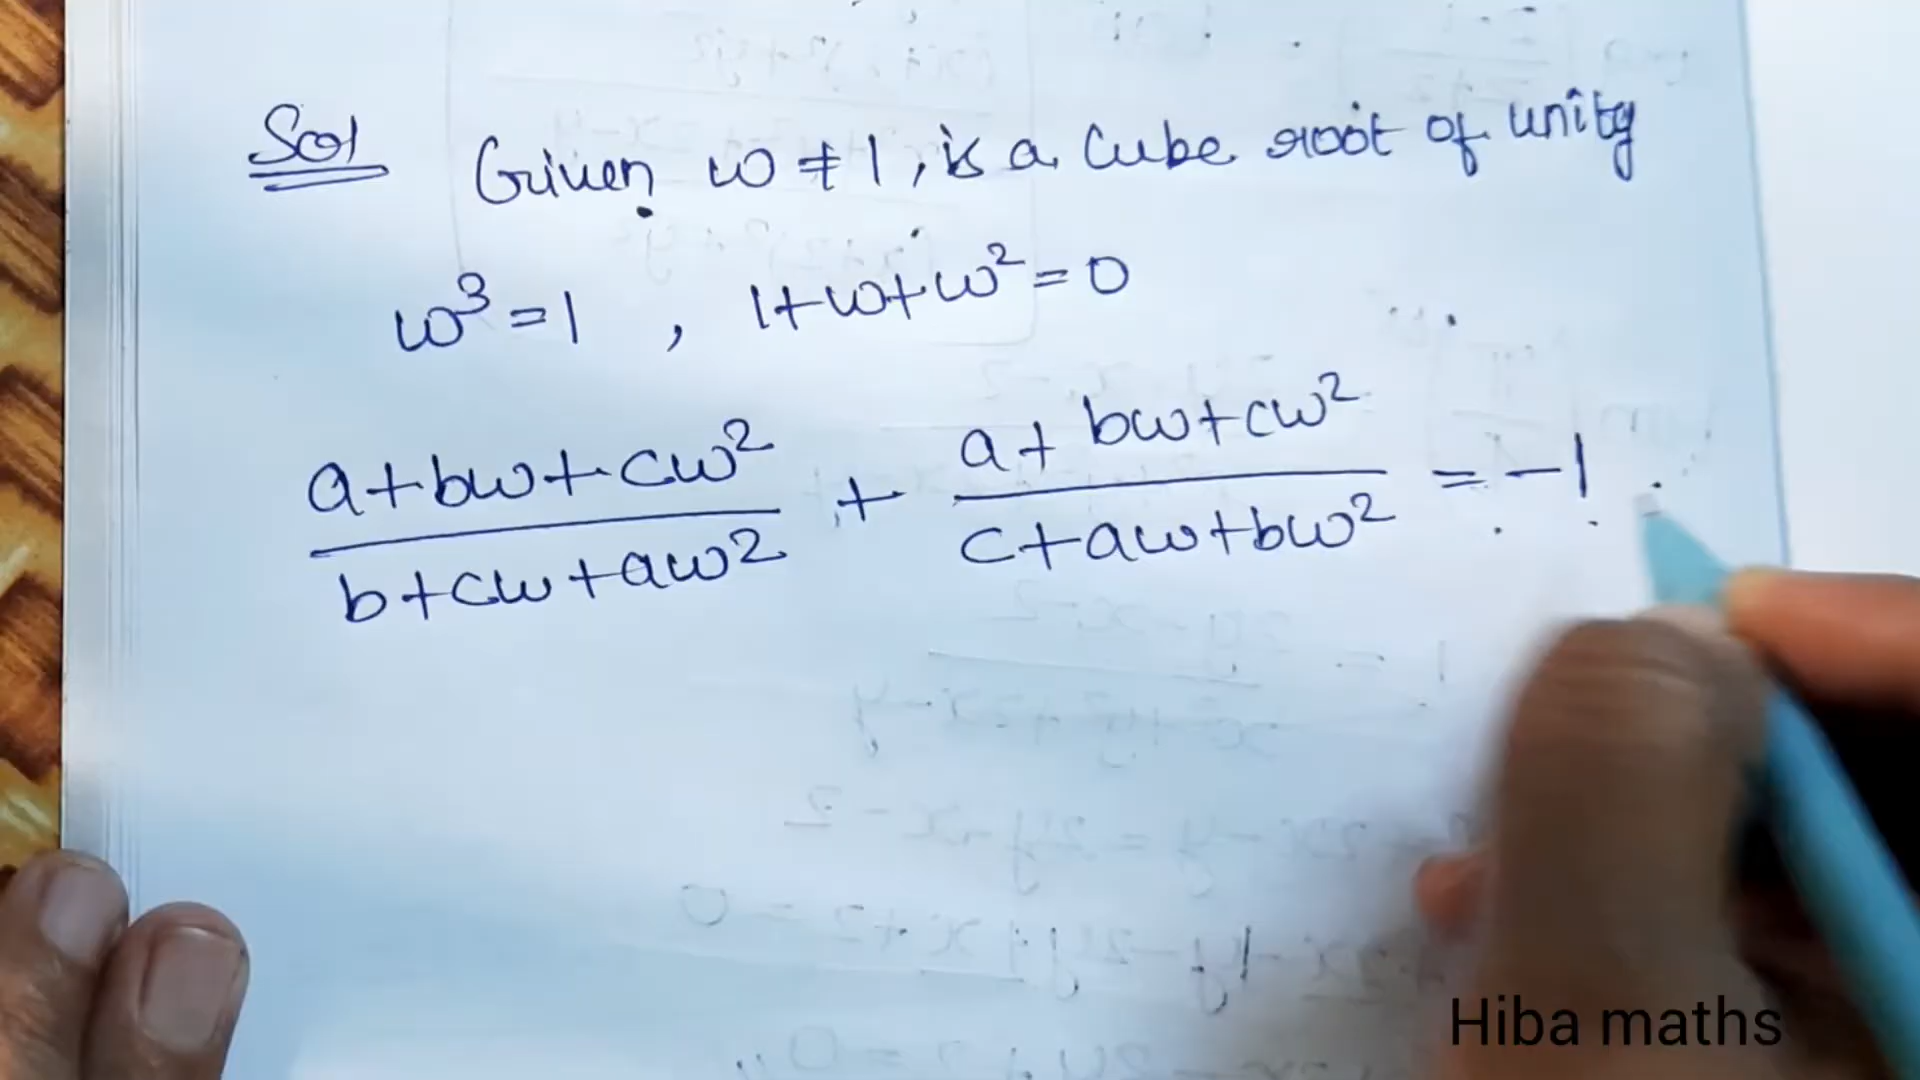 Sol Given ω ≠ 1, is a Cube root of unity
ω³ = 1 , 1+ω+ω² = 0
a+bω+cω² / b+cω+aω² + a+bω+cω² / c+aω+bω² = -1
Hiba maths